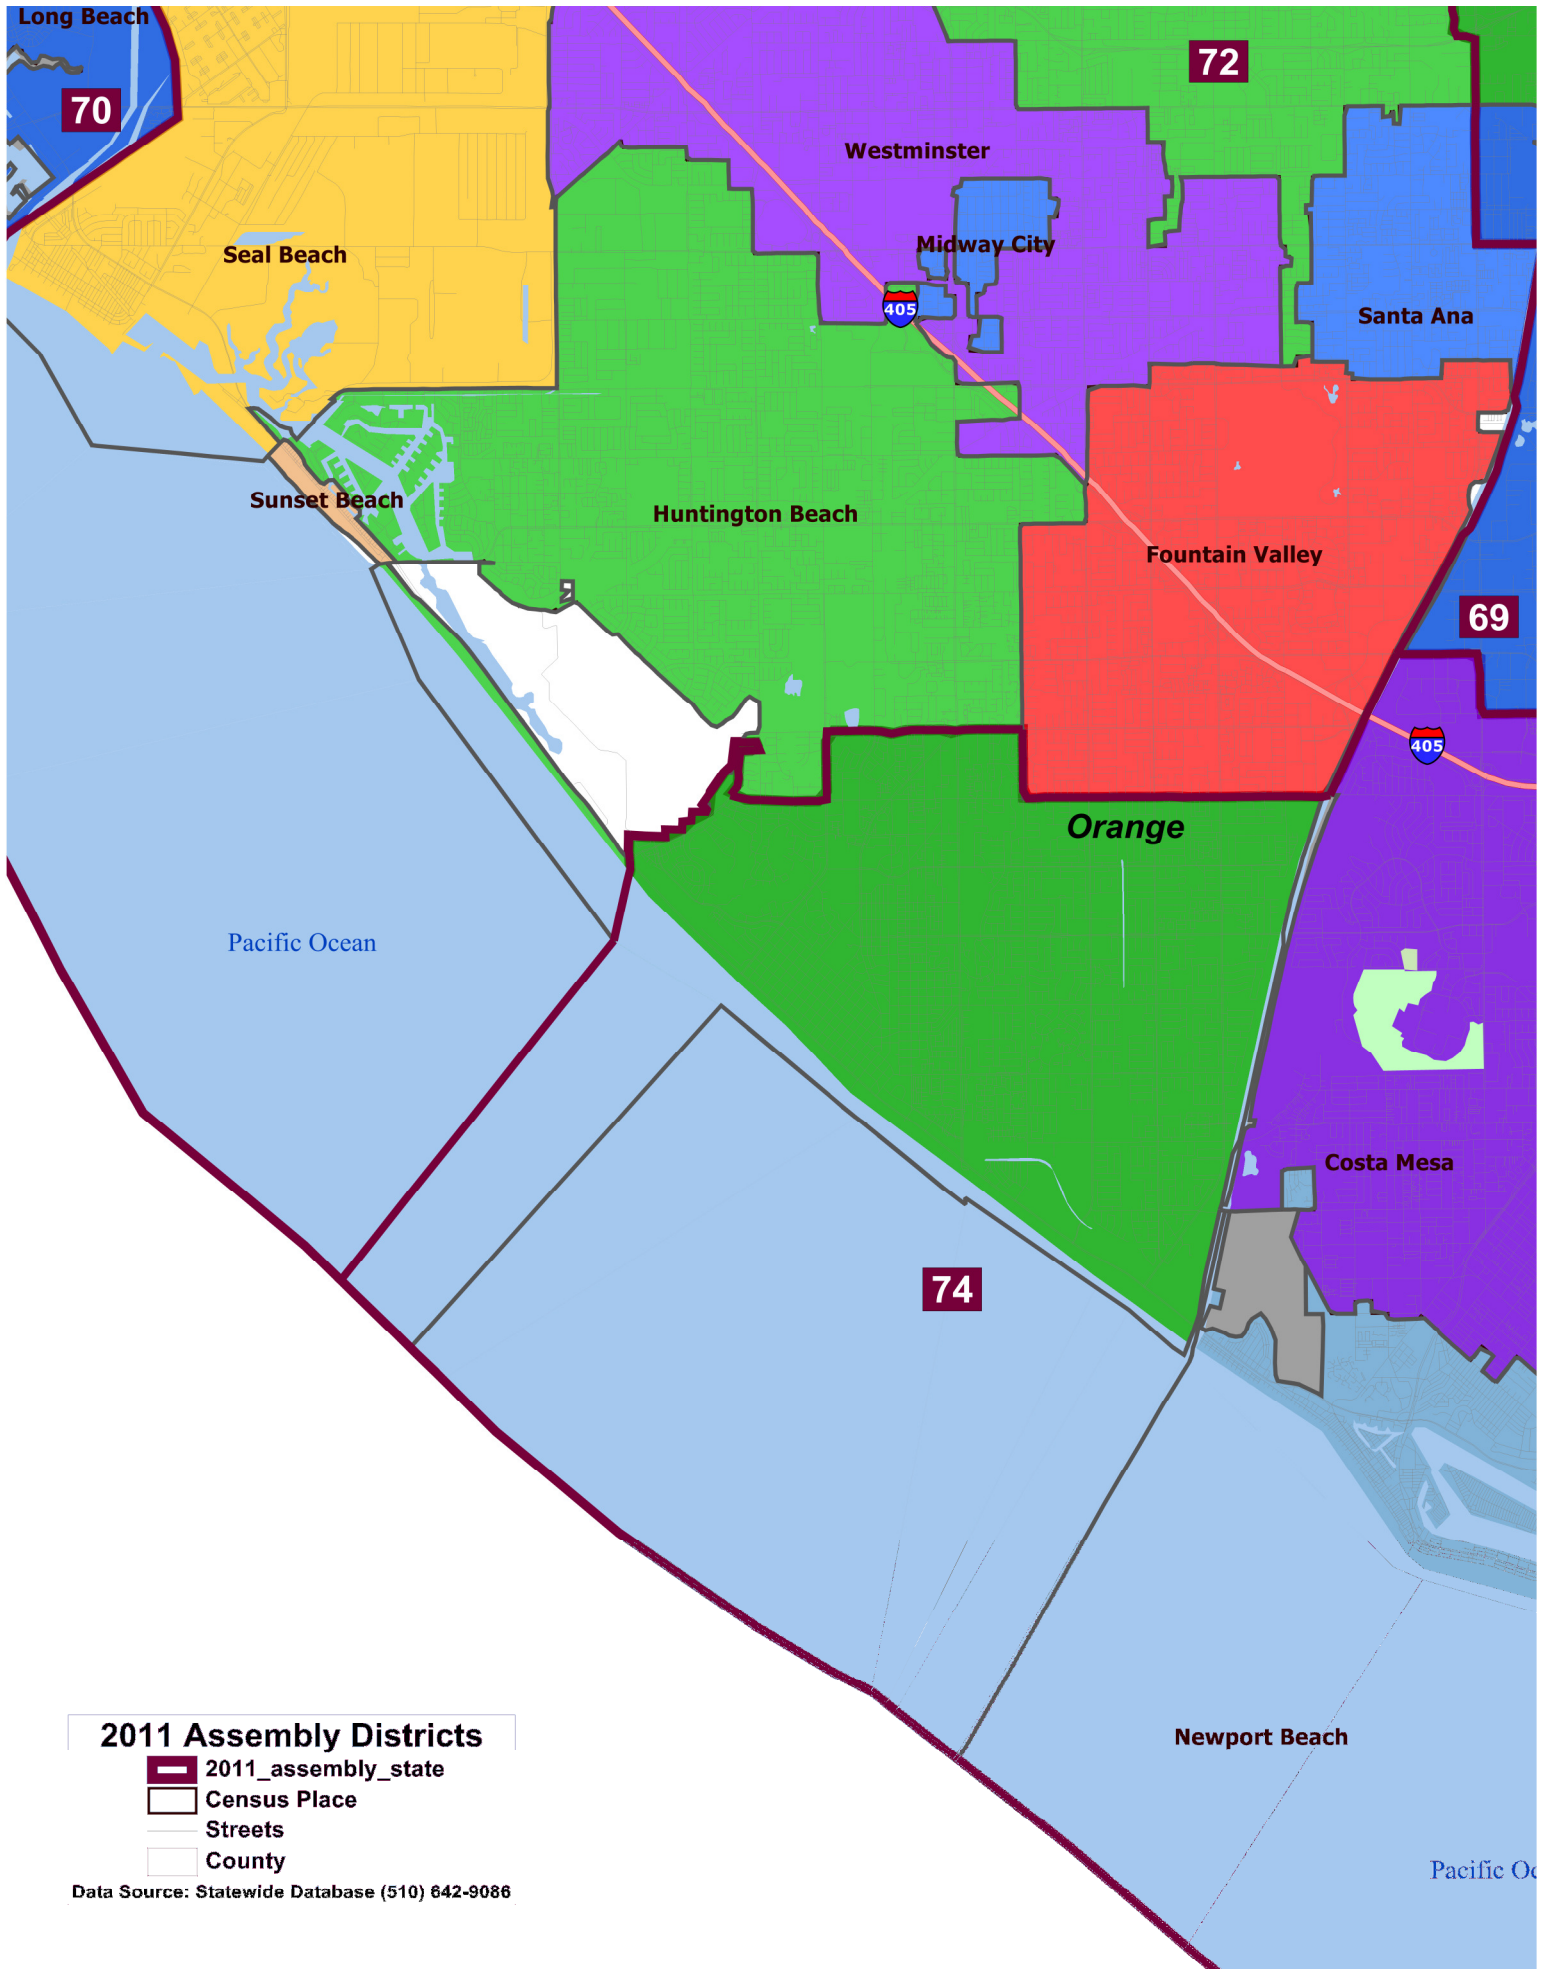 Long Beach
72
70
Westminster
Midway City
Seal Beach
405
Santa Ana
Sunset Beach
Huntington Beach
Fountain Valley
69
405
Orange
Pacific Ocean
Costa Mesa
74
Newport Beach
2011 Assembly Districts
2011_assembly_state
Census Place
Streets
County
Pacific Oc
Data Source: Statewide Database (510) 642-9086